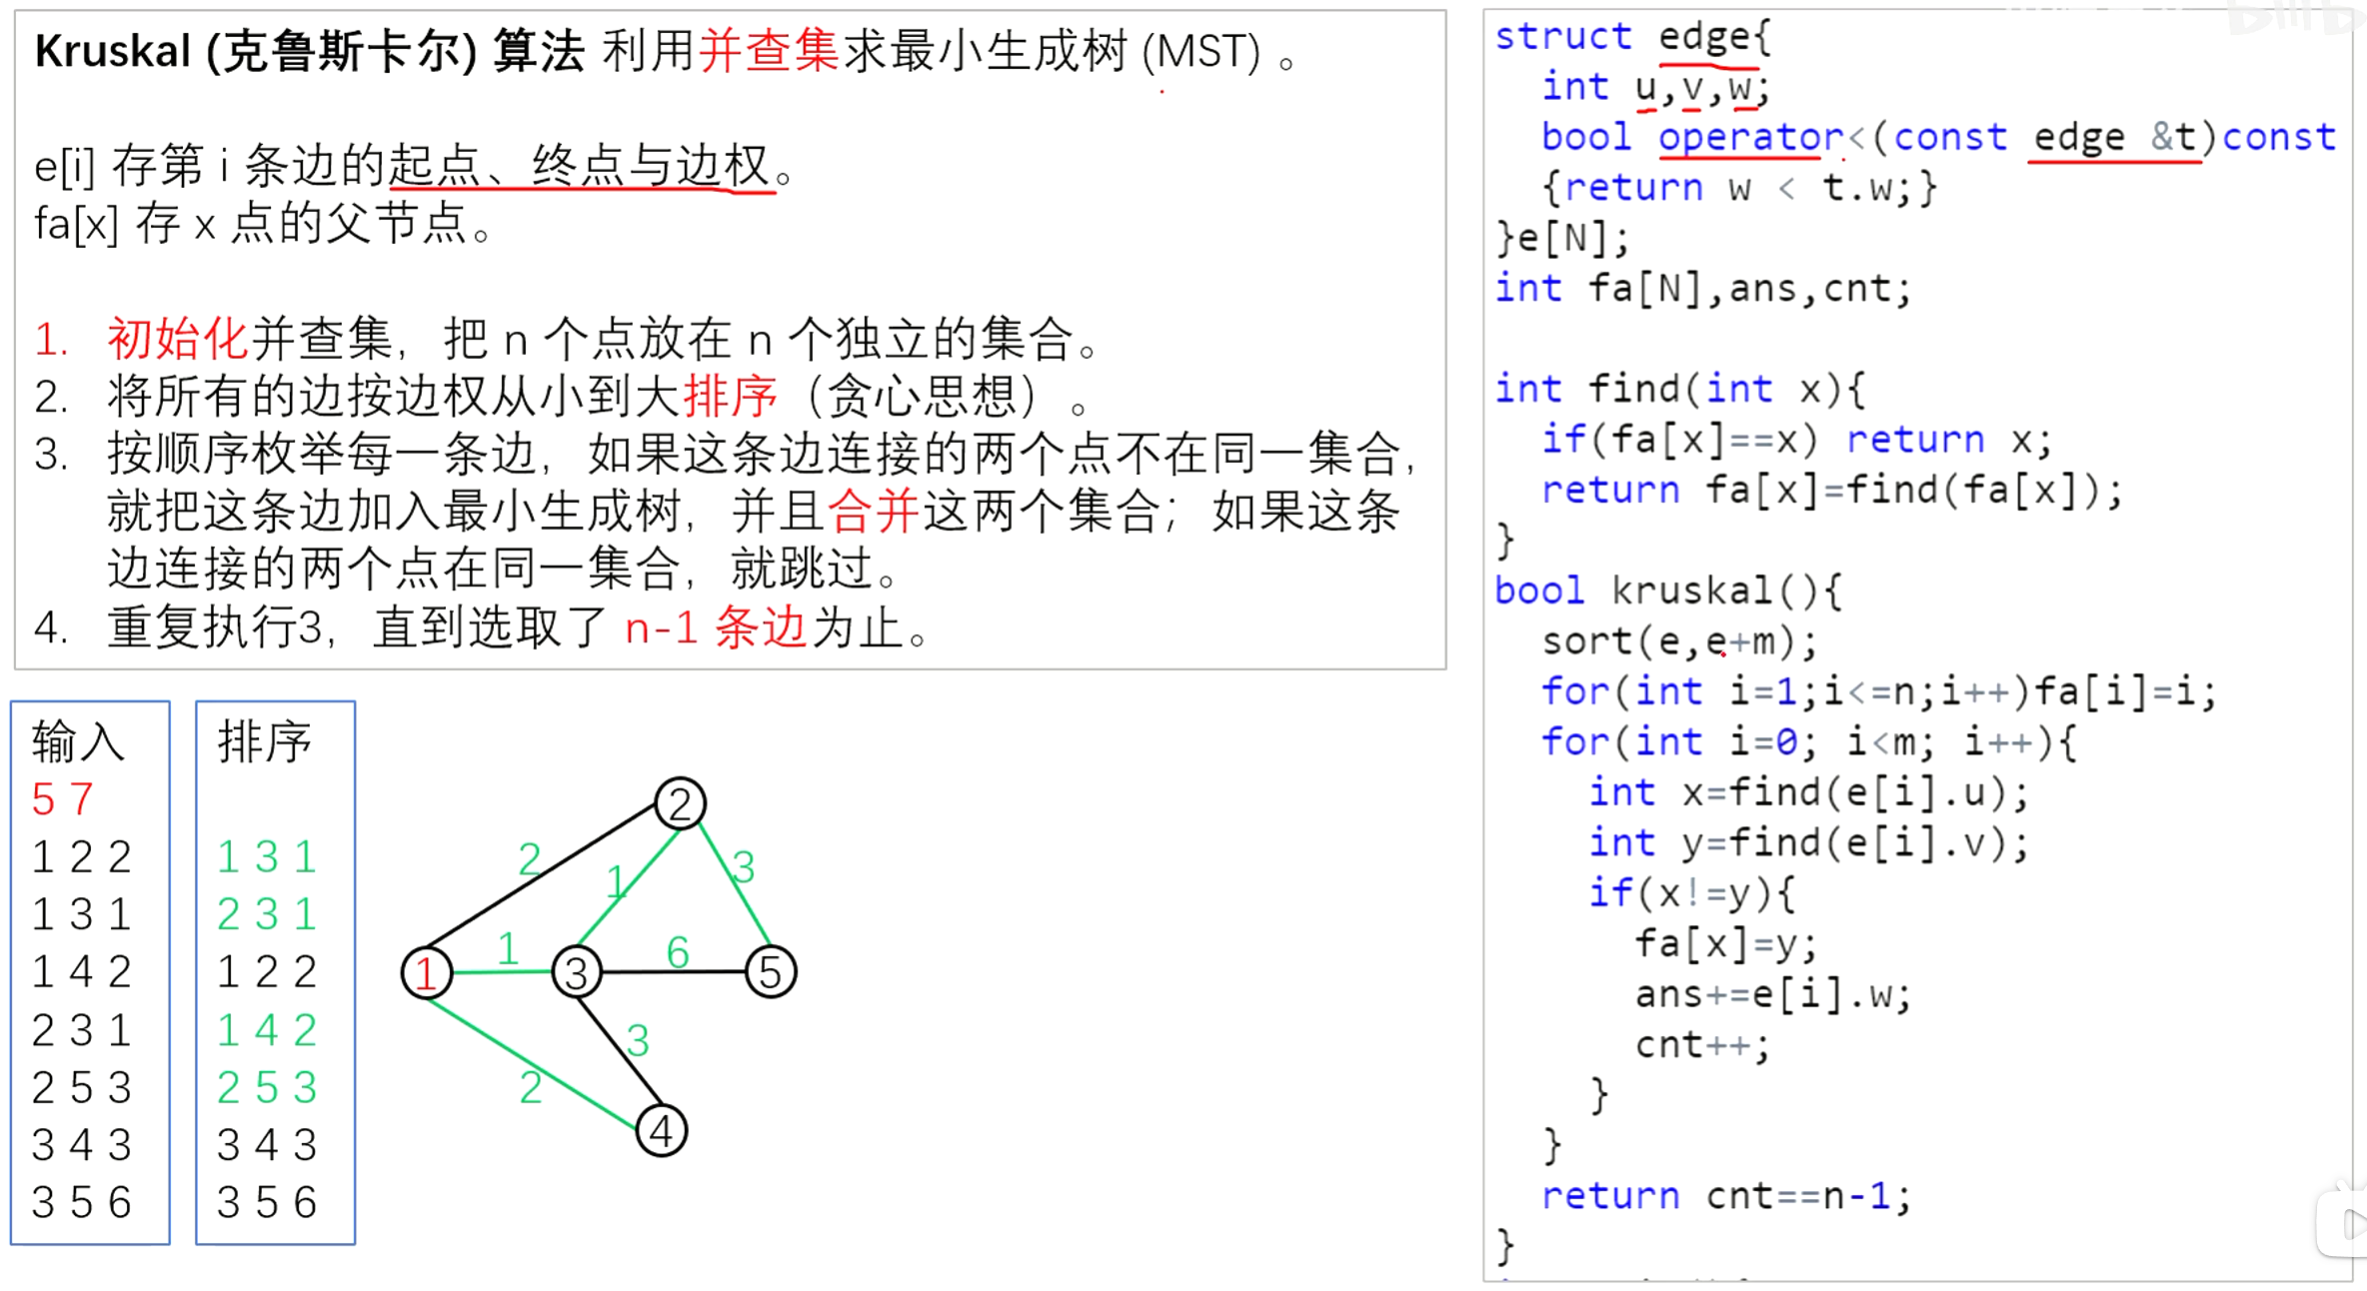 Kruskal (克鲁斯卡尔) 算法 利用并查集求最小生成树 (MST) 。
e[i] 存第 i 条边的起点、终点与边权。
fa[x] 存 x 点的父节点。
1. 初始化并查集，把 n 个点放在 n 个独立的集合。
2. 将所有的边按边权从小到大排序（贪心思想）。
3. 按顺序枚举每一条边，如果这条边连接的两个点不在同一集合，
就把这条边加入最小生成树，并且合并这两个集合；如果这条
边连接的两个点在同一集合，就跳过。
4. 重复执行3，直到选取了 n-1 条边为止。
输入
5 7
1 2 2
1 3 1
1 4 2
2 3 1
2 5 3
3 4 3
3 5 6
排序
1 3 1
2 3 1
1 2 2
1 4 2
2 5 3
3 4 3
3 5 6
2
2
1
3
1
1
3
6
5
3
2
4
struct edge{
int u,v,w;
bool operator<(const edge &t)const
{return w < t.w;}
}e[N];
int fa[N],ans,cnt;
int find(int x){
if(fa[x]==x) return x;
return fa[x]=find(fa[x]);
}
bool kruskal(){
sort(e,e+m);
for(int i=1;i<=n;i++)fa[i]=i;
for(int i=0; i<m; i++){
int x=find(e[i].u);
int y=find(e[i].v);
if(x!=y){
fa[x]=y;
ans+=e[i].w;
cnt++;
}
}
return cnt==n-1;
}